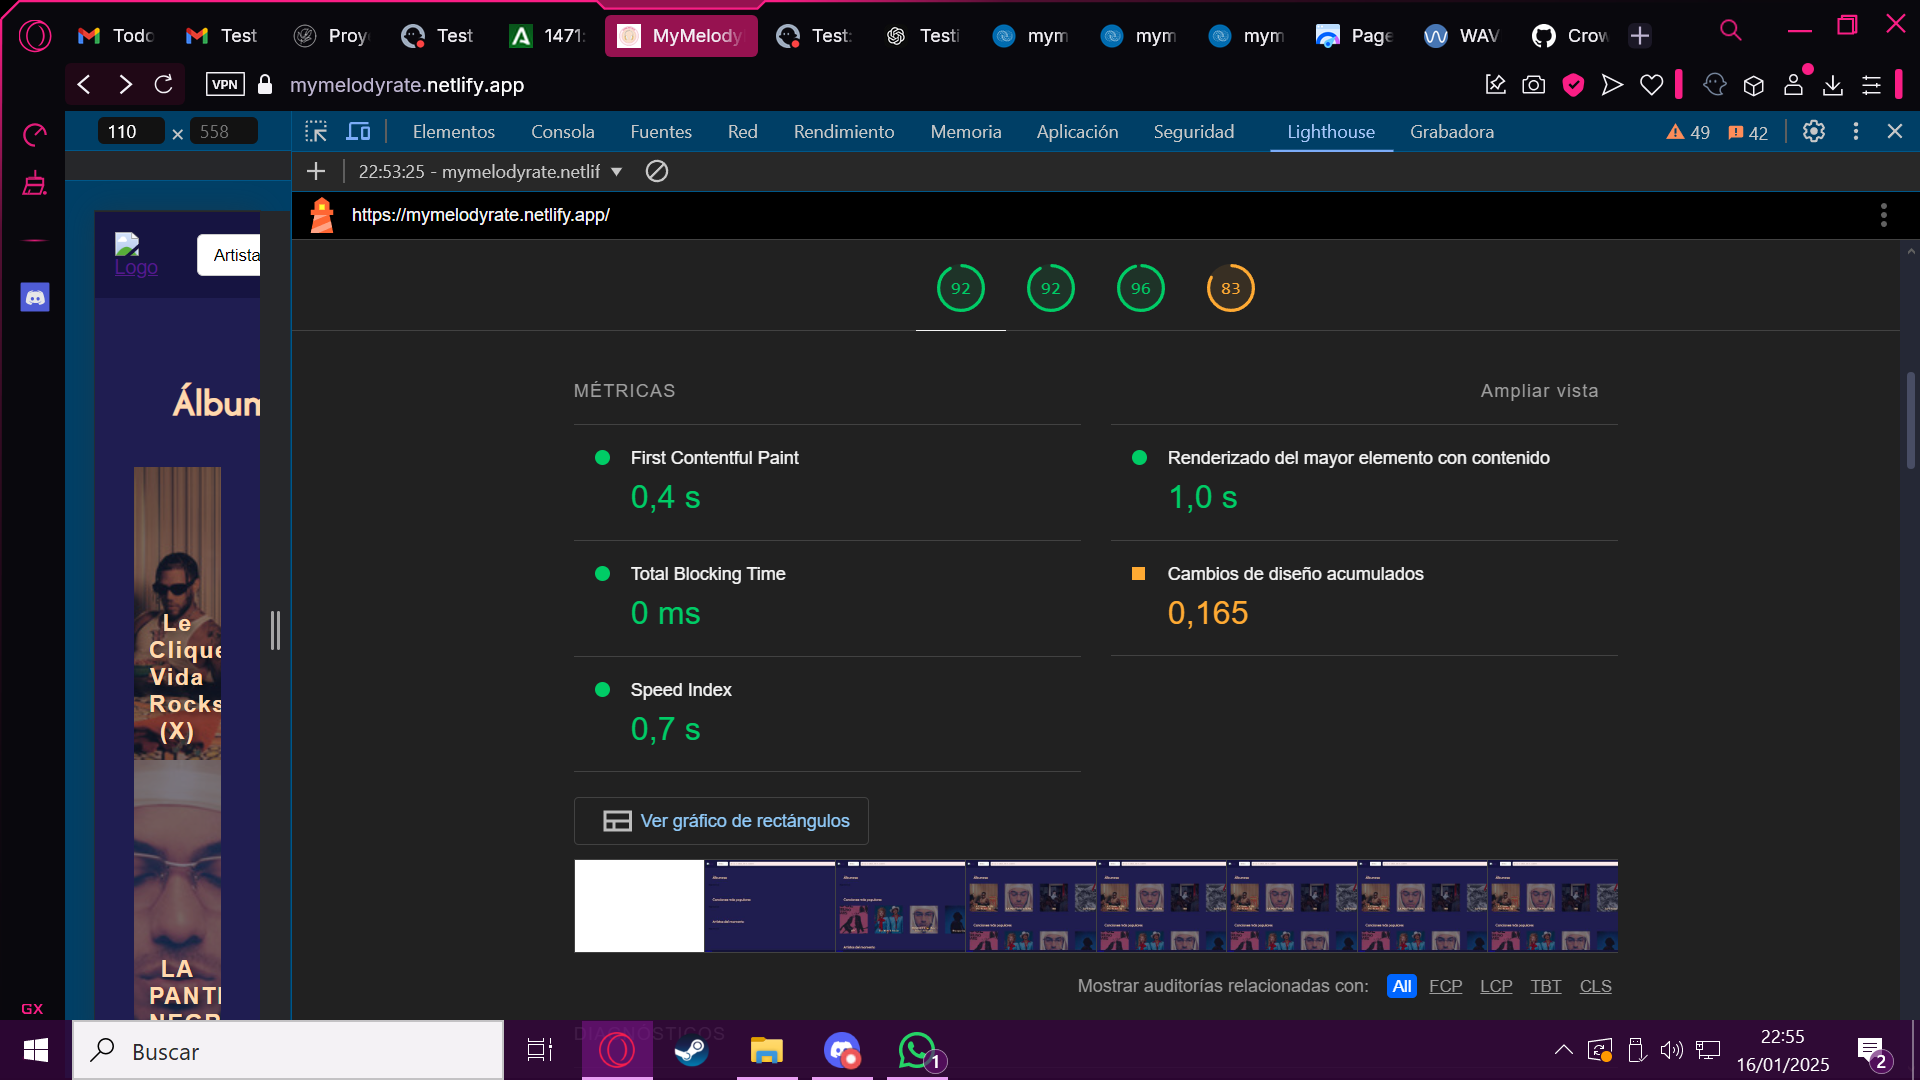 Todo
Test
Proy
Test
1471:
MyMelody
Test:
Testi
mym
mym
mym
Page
WAV
Crow
VPN
mymelodyrate.netlify.app
110 × 558
Elementos
Consola
Fuentes
Red
Rendimiento
Memoria
Aplicación
Seguridad
Lighthouse
Grabadora
49
42
22:53:25 - mymelodyrate.netlif
https://mymelodyrate.netlify.app/
Logo
Artista
Álbum
Le
Clique
Vida
Rocks
(X)
LA
PANT
NEGR
92
92
96
83
MÉTRICAS
Ampliar vista
First Contentful Paint
0,4 s
Renderizado del mayor elemento con contenido
1,0 s
Total Blocking Time
0 ms
Cambios de diseño acumulados
0,165
Speed Index
0,7 s
Ver gráfico de rectángulos
Mostrar auditorías relacionadas con: All FCP LCP TBT CLS
DIAGNÓSTICOS
GX
Buscar
1
22:55
16/01/2025
2